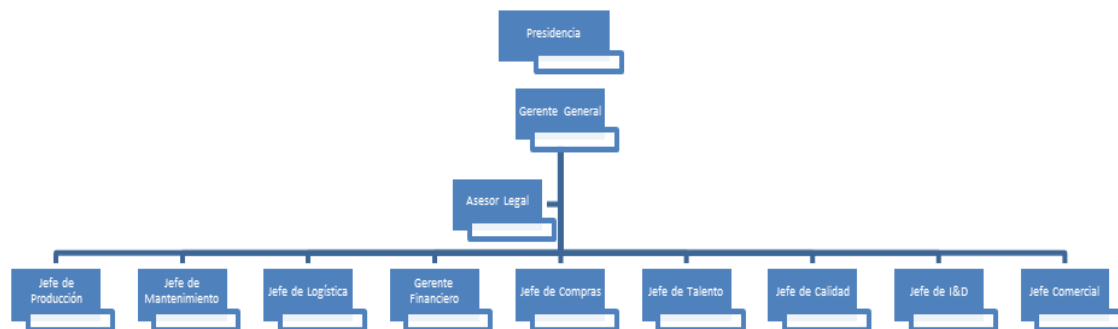 Presidencia
Gerente General
Asesor Legal
Jefe de
Producción
Jefe de
Mantenimiento
Jefe de Logística
Gerente
Financiero
Jefe de Compras
Jefe de Talento
Jefe de Calidad
Jefe de I&D
Jefe Comercial